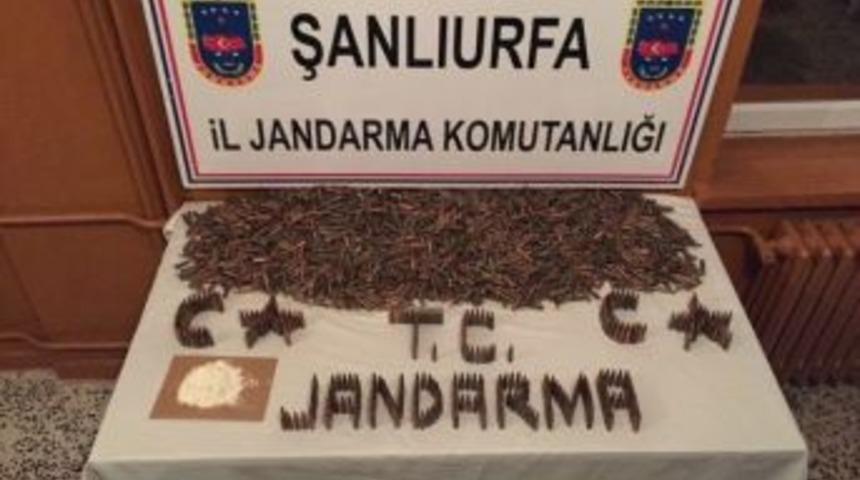 ŞANLIURFA
İL JANDARMA KOMUTANLIĞI
T.C.
JANDARMA